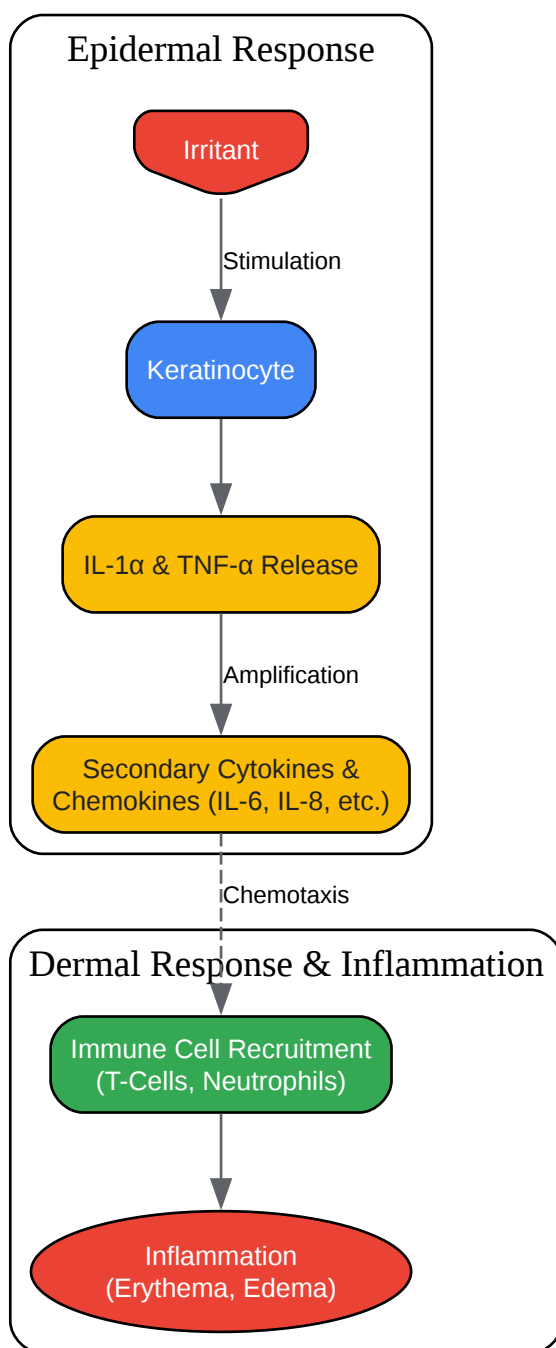 Epidermal Response
Irritant
Stimulation
Keratinocyte
IL-1α & TNF-α Release
Amplification
Secondary Cytokines &
Chemokines (IL-6, IL-8, etc.)
Chemotaxis
Dermal Response & Inflammation
Immune Cell Recruitment
(T-Cells, Neutrophils)
Inflammation
(Erythema, Edema)